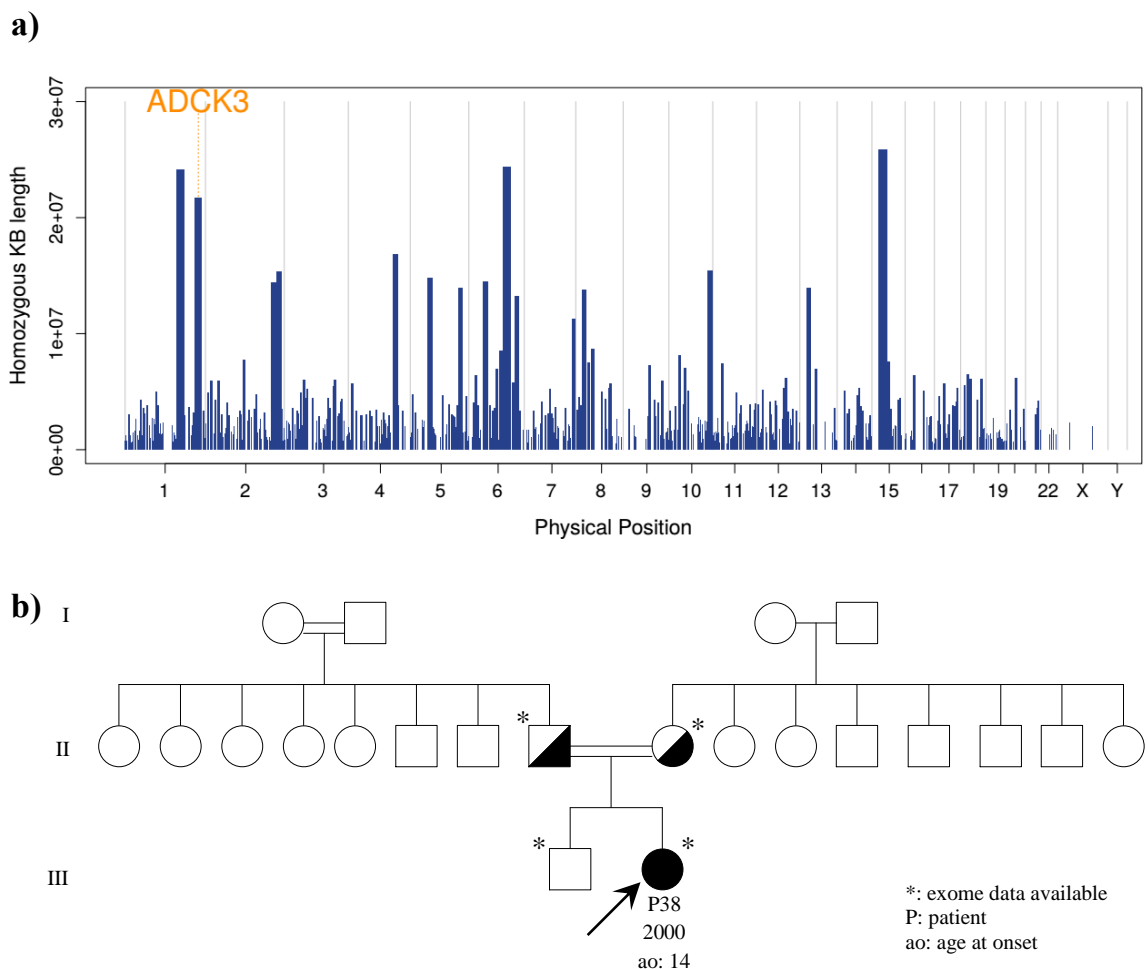 a)
ADCK3
Homozygous KB length
0e+00 1e+07 2e+07 3e+07
1 2 3 4 5 6 7 8 9 10 11 12 13 15 17 19 22 X Y
Physical Position
b)
I
II
* *
III
* *
P38
2000
ao: 14
*: exome data available
P: patient
ao: age at onset